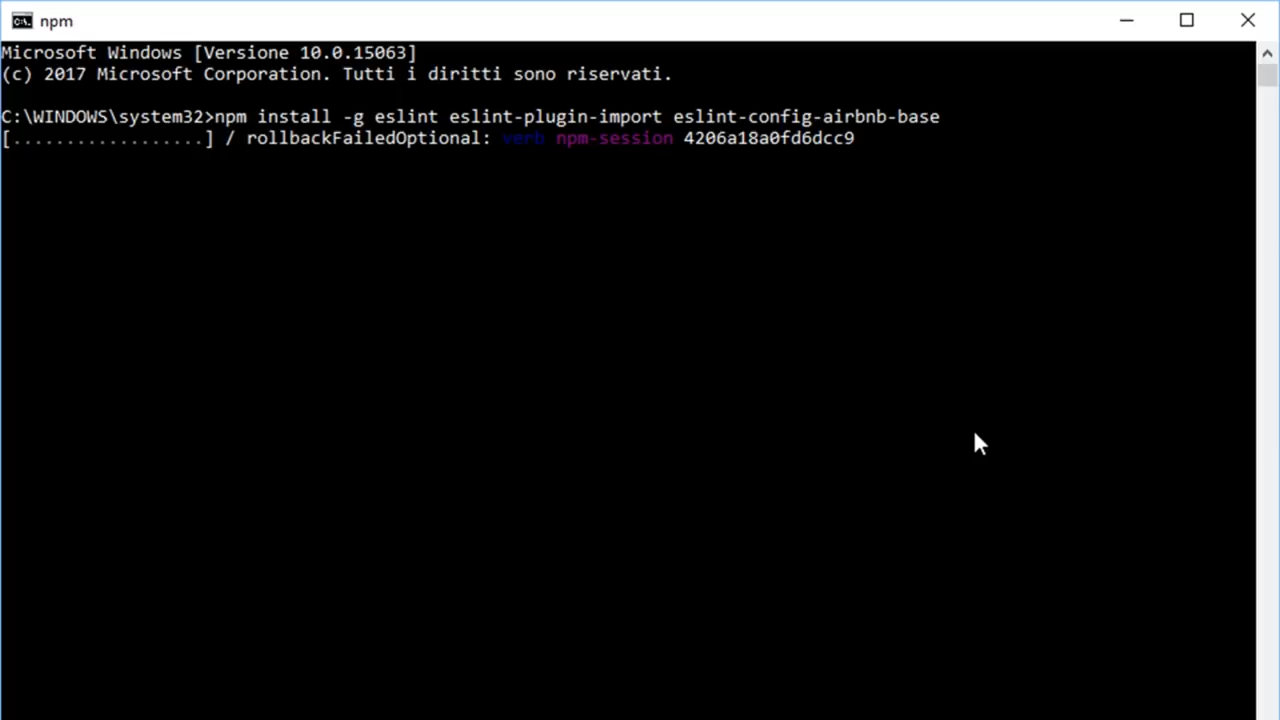 npm
Microsoft Windows [Versione 10.0.15063]
(c) 2017 Microsoft Corporation. Tutti i diritti sono riservati.
C:\WINDOWS\system32>npm install -g eslint eslint-plugin-import eslint-config-airbnb-base
[..................] / rollbackFailedOptional: verb npm-session 4206a18a0fd6dcc9